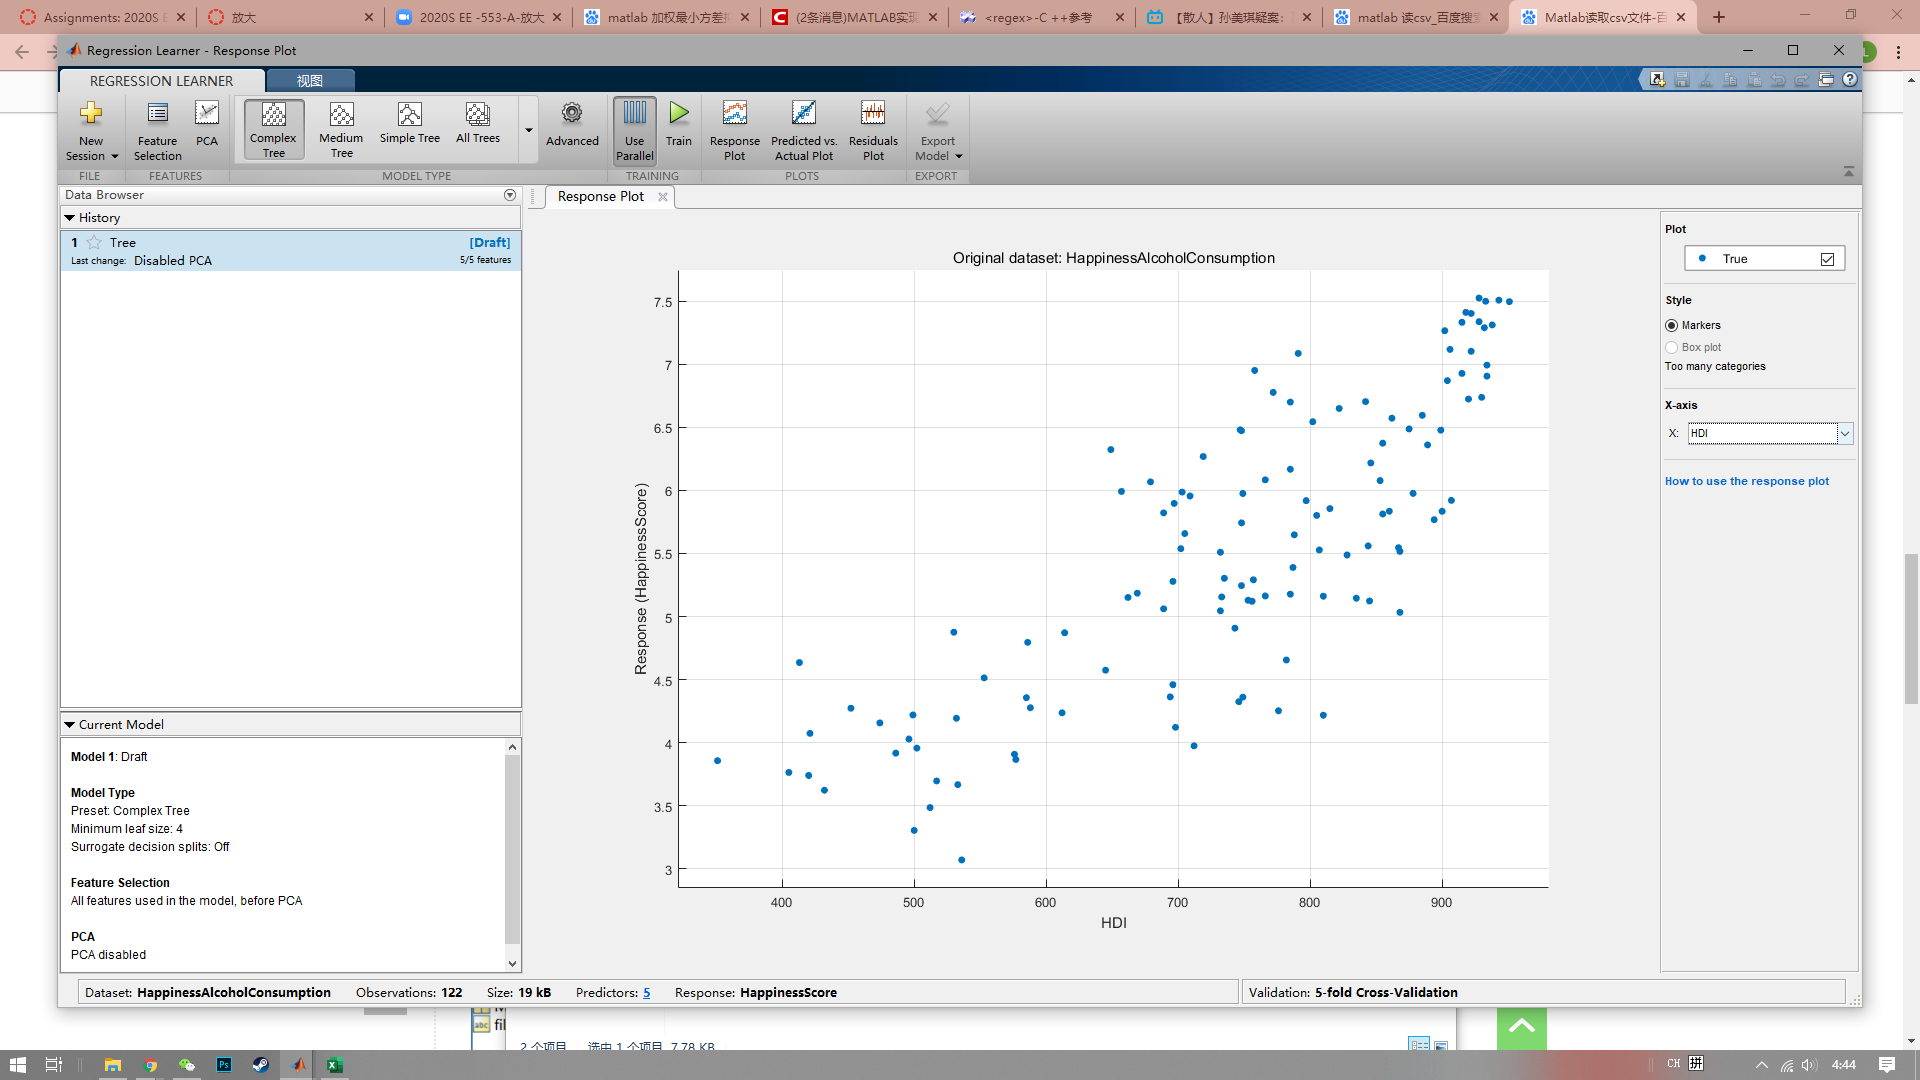 Assignments: 2020S E
放大
2020S EE -553-A-放大
matlab 加权最小方差
(2条消息)MATLAB实现
<regex>-C ++参考
【散人】孙美琪疑案:
matlab 读csv_百度搜
Matlab读取csv文件-百
Regression Learner - Response Plot
REGRESSION LEARNER
视图
New Session
Feature Selection
PCA
Complex Tree
Medium Tree
Simple Tree
All Trees
Advanced
Use Parallel
Train
Response Plot
Predicted vs. Actual Plot
Residuals Plot
Export Model
FILE
FEATURES
MODEL TYPE
TRAINING
PLOTS
EXPORT
Data Browser
History
1 Tree [Draft]
Last change: Disabled PCA 5/5 features
Current Model
Model 1: Draft
Model Type
Preset: Complex Tree
Minimum leaf size: 4
Surrogate decision splits: Off
Feature Selection
All features used in the model, before PCA
PCA
PCA disabled
Response Plot
Original dataset: HappinessAlcoholConsumption
Response (HappinessScore)
7.5
7
6.5
6
5.5
5
4.5
4
3.5
3
400 500 600 700 800 900
HDI
Plot
True
Style
Markers
Box plot
Too many categories
X-axis
X: HDI
How to use the response plot
Dataset: HappinessAlcoholConsumption Observations: 122 Size: 19 kB Predictors: 5 Response: HappinessScore
Validation: 5-fold Cross-Validation
abc fil
2 个项目 选中 1 个项目 7.78 KB
Ps
CH 拼
4:44